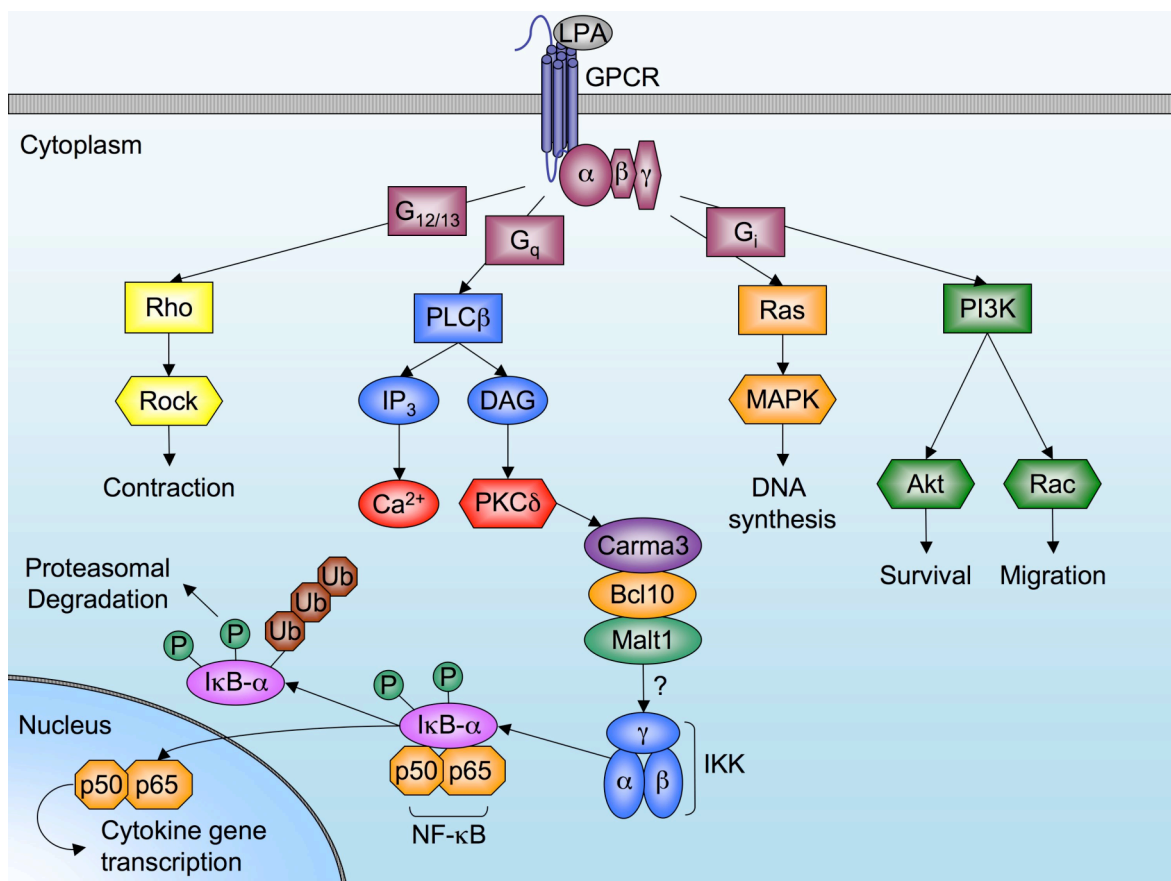 LPA
GPCR
Cytoplasm
α β γ
G12/13
Gq
Gi
Rho
PLCβ
Ras
PI3K
Rock
IP3
DAG
MAPK
Contraction
Ca2+
PKCδ
DNA
synthesis
Akt
Rac
Carma3
Survival
Migration
Proteasomal
Degradation
Ub
Ub
Ub
Bcl10
Malt1
P
P
IκB-α
P
P
?
Nucleus
IκB-α
γ
p50 p65
p50 p65
α β
IKK
NF-κB
Cytokine gene
transcription